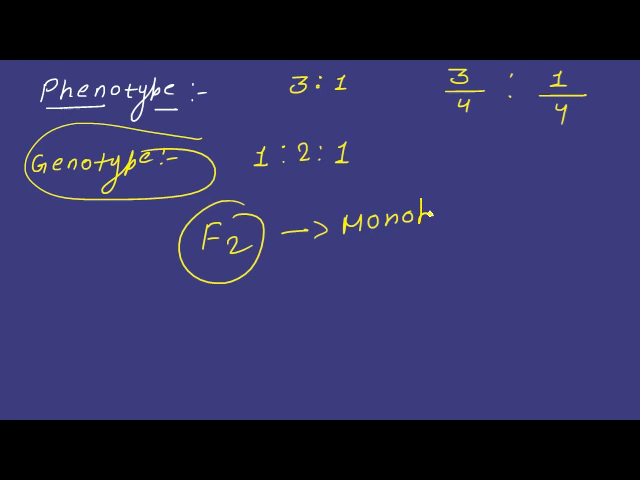 Phenotype :- 3 : 1 3/4 : 1/4
Genotype :- 1 : 2 : 1
F2 → Monoh